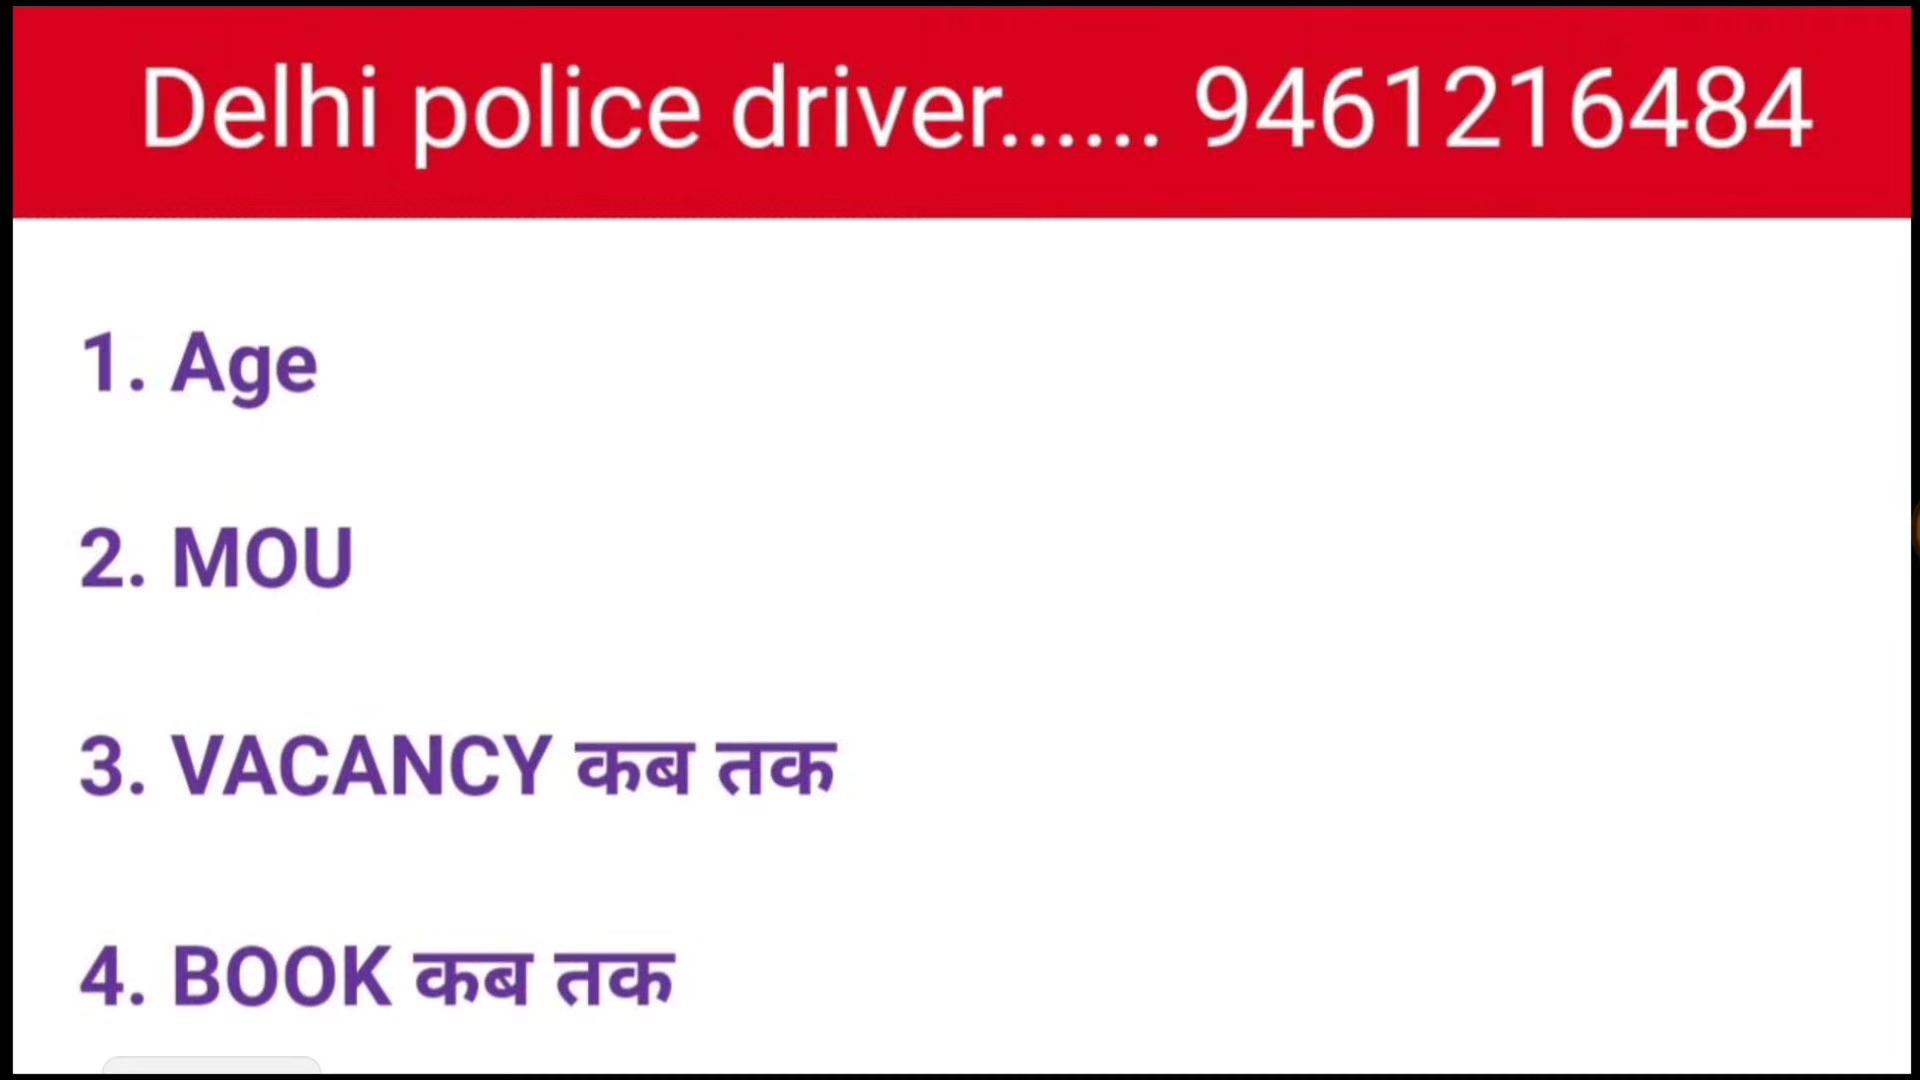 Delhi police driver...... 9461216484
1. Age
2. MOU
3. VACANCY कब तक
4. BOOK कब तक